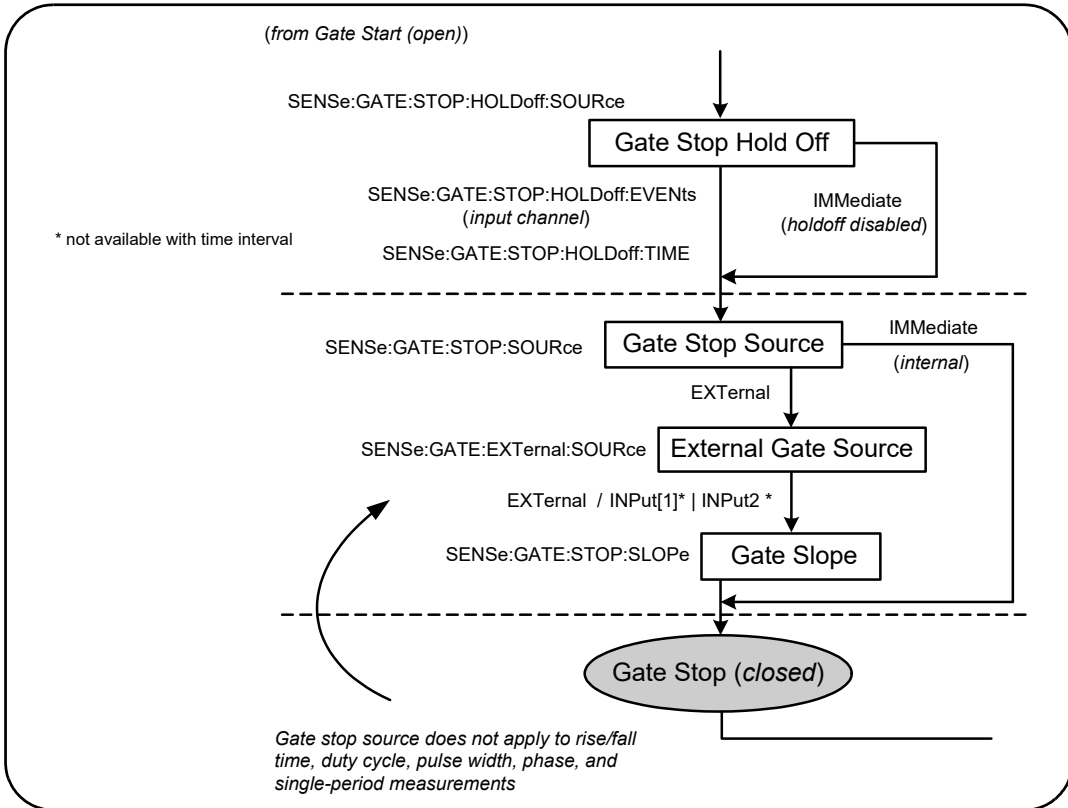 (from Gate Start (open))
SENSe:GATE:STOP:HOLDoff:SOURce
Gate Stop Hold Off
SENSe:GATE:STOP:HOLDoff:EVENts
(input channel)
IMMediate
(holdoff disabled)
* not available with time interval
SENSe:GATE:STOP:HOLDoff:TIME
SENSe:GATE:STOP:SOURce
Gate Stop Source
IMMediate
(internal)
EXTernal
SENSe:GATE:EXTernal:SOURce
External Gate Source
EXTernal / INPut[1]* | INPut2 *
SENSe:GATE:STOP:SLOPe
Gate Slope
Gate Stop (closed)
Gate stop source does not apply to rise/fall
time, duty cycle, pulse width, phase, and
single-period measurements